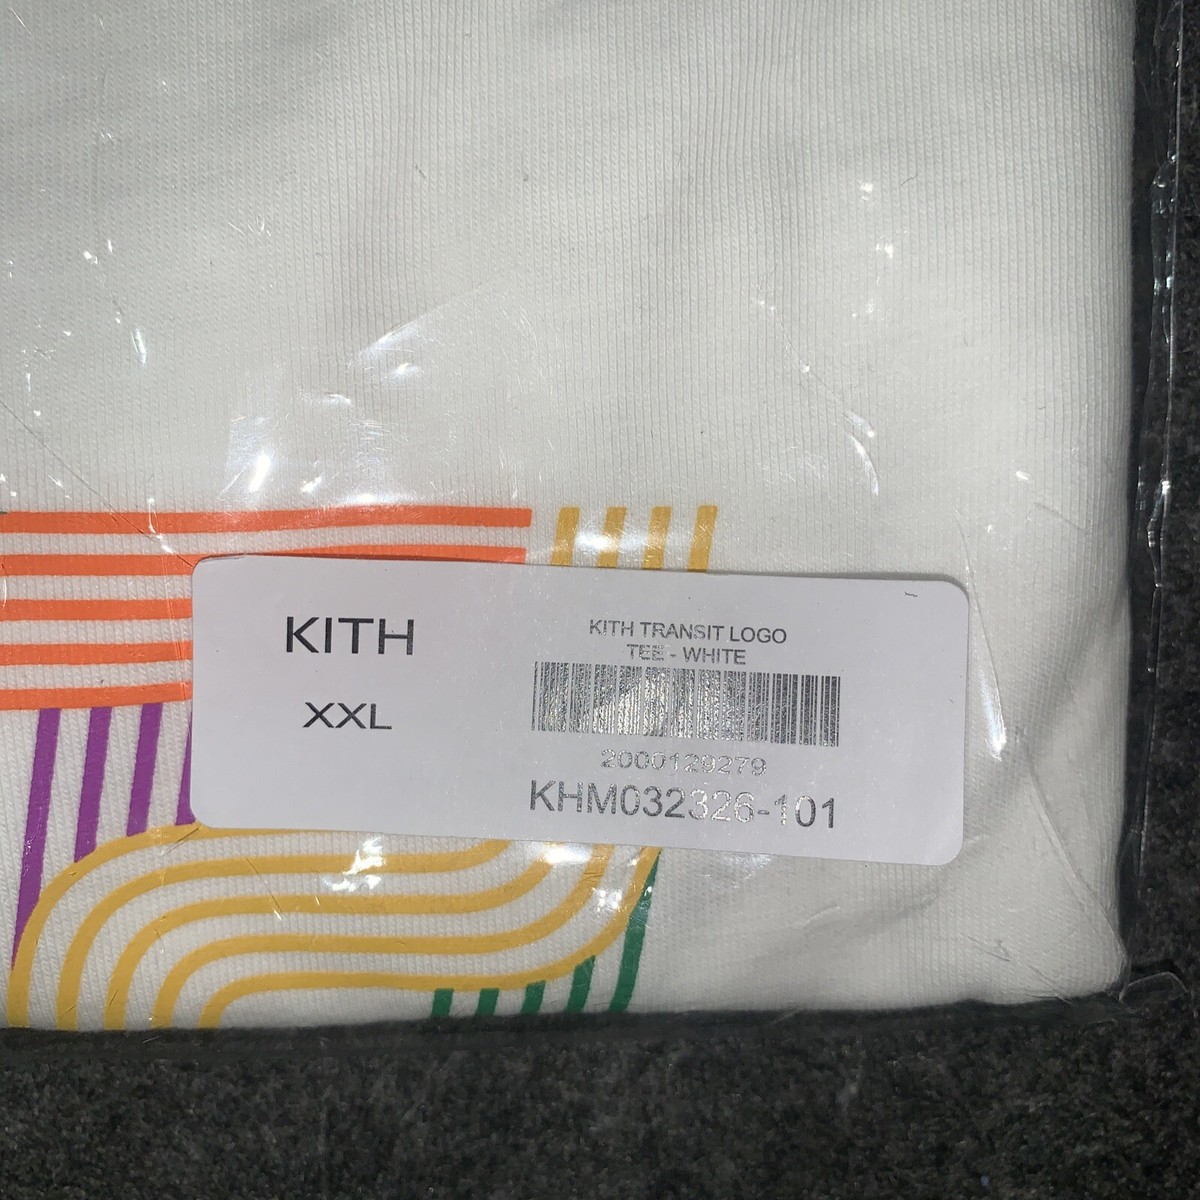 KITH
XXL
KITH TRANSIT LOGO
TEE - WHITE
2000129279
KHM032326-101